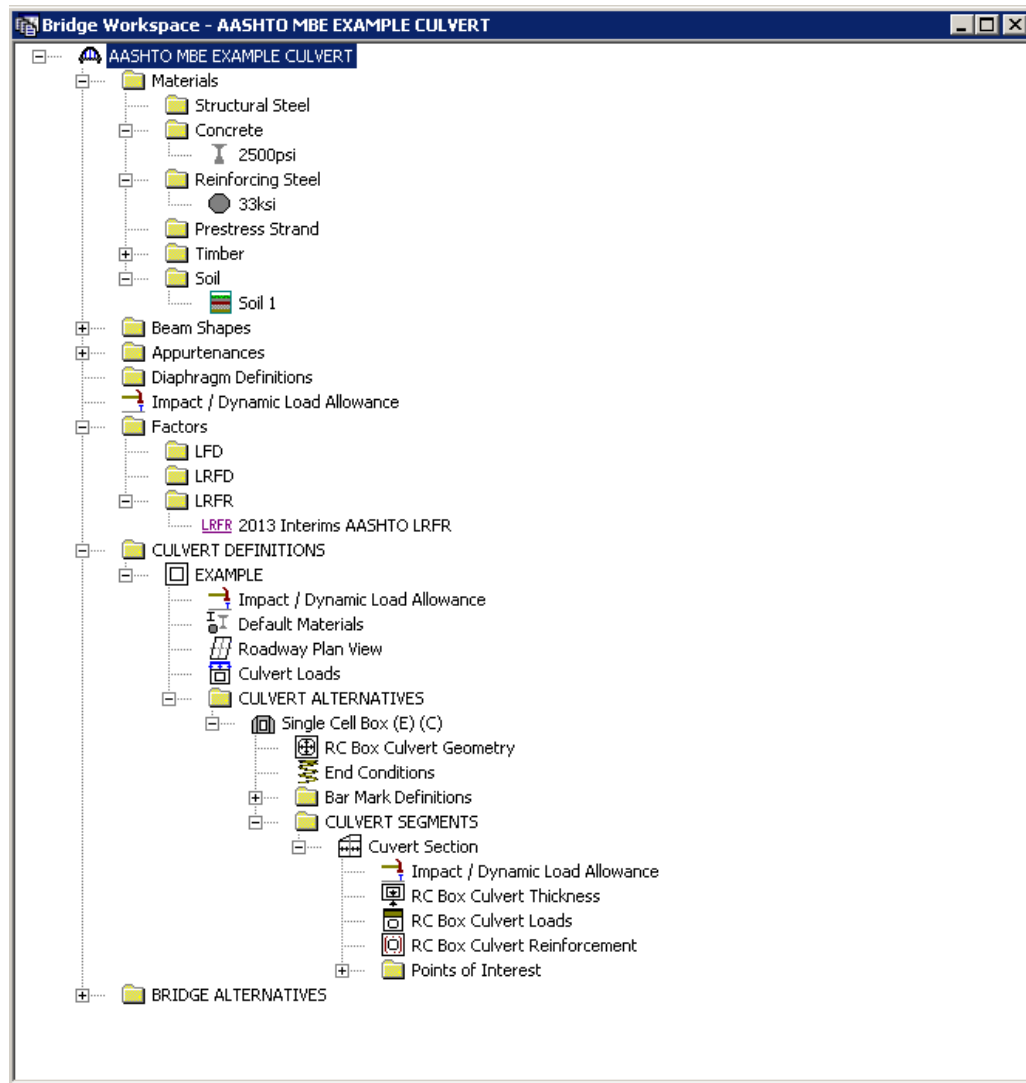 Bridge Workspace - AASHTO MBE EXAMPLE CULVERT
AASHTO MBE EXAMPLE CULVERT
Materials
Structural Steel
Concrete
2500psi
Reinforcing Steel
33ksi
Prestress Strand
Timber
Soil
Soil 1
Beam Shapes
Appurtenances
Diaphragm Definitions
Impact / Dynamic Load Allowance
Factors
LFD
LRFD
LRFR
LRFR 2013 Interims AASHTO LRFR
CULVERT DEFINITIONS
EXAMPLE
Impact / Dynamic Load Allowance
Default Materials
Roadway Plan View
Culvert Loads
CULVERT ALTERNATIVES
Single Cell Box (E) (C)
RC Box Culvert Geometry
End Conditions
Bar Mark Definitions
CULVERT SEGMENTS
Cuvert Section
Impact / Dynamic Load Allowance
RC Box Culvert Thickness
RC Box Culvert Loads
RC Box Culvert Reinforcement
Points of Interest
BRIDGE ALTERNATIVES